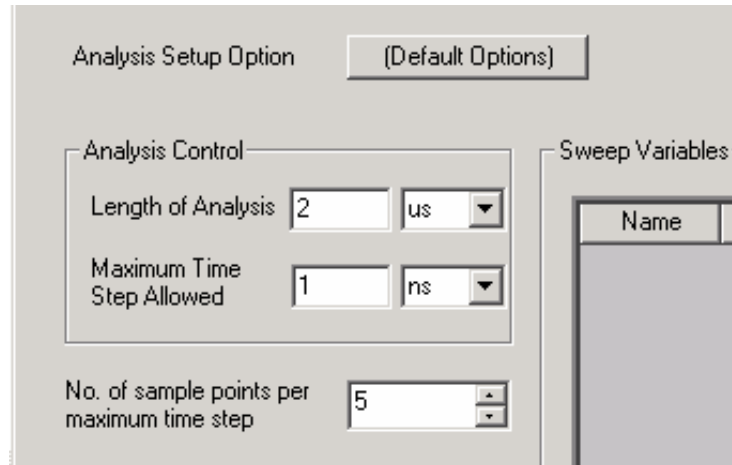 Analysis Setup Option (Default Options)
Analysis Control
Length of Analysis 2 us
Maximum Time
Step Allowed 1 ns
No. of sample points per
maximum time step 5
Sweep Variables
Name